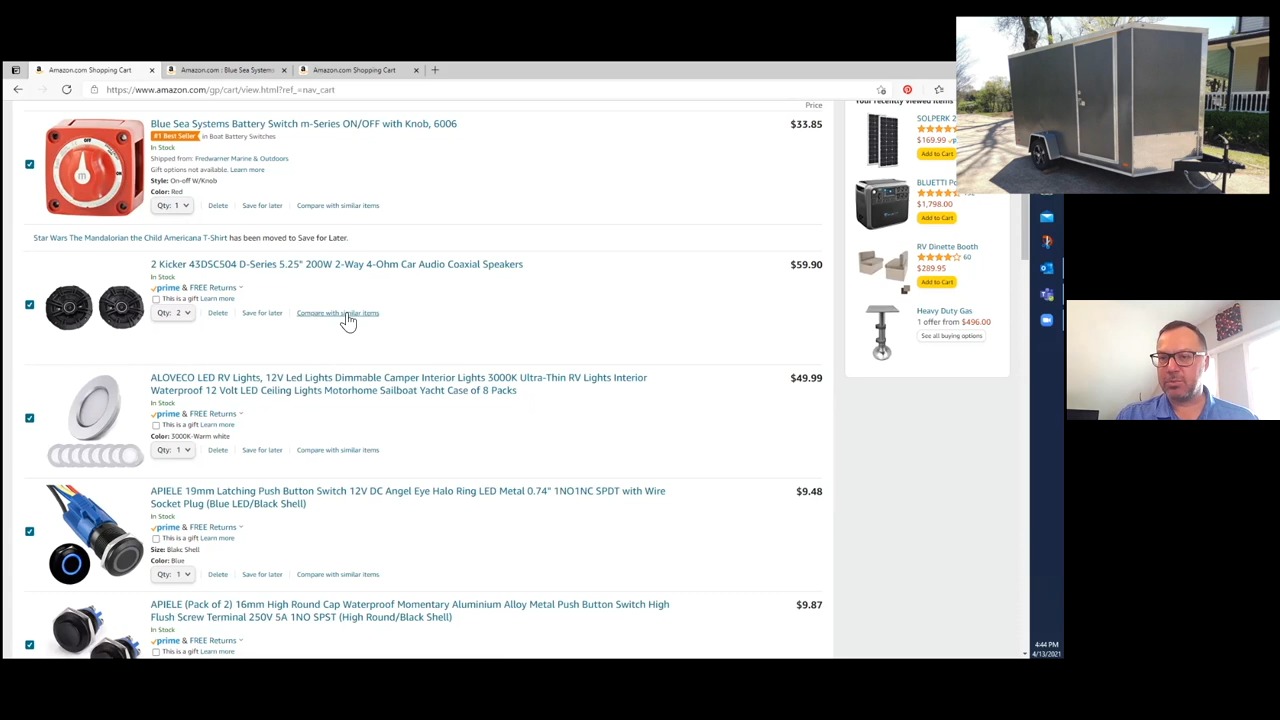 Amazon.com Shopping Cart
Amazon.com : Blue Sea Systems
Amazon.com Shopping Cart
https://www.amazon.com/gp/cart/view.html?ref_=nav_cart
Price
Blue Sea Systems Battery Switch m-Series ON/OFF with Knob, 6006
$33.85
#1 Best Seller in Boat Battery Switches
In Stock
Shipped from: Fredwarner Marine & Outdoors
Gift options not available. Learn more
Style: On-off W/Knob
Color: Red
Qty: 1
Delete
Save for later
Compare with similar items
OFF
ON
m
Star Wars The Mandalorian the Child Americana T-Shirt has been moved to Save for Later.
2 Kicker 43DSC504 D-Series 5.25" 200W 2-Way 4-Ohm Car Audio Coaxial Speakers
$59.90
In Stock
prime & FREE Returns
This is a gift Learn more
Qty: 2
Delete
Save for later
Compare with similar items
ALOVECO LED RV Lights, 12V Led Lights Dimmable Camper Interior Lights 3000K Ultra-Thin RV Lights Interior
$49.99
Waterproof 12 Volt LED Ceiling Lights Motorhome Sailboat Yacht Case of 8 Packs
In Stock
prime & FREE Returns
This is a gift Learn more
Color: 3000K-Warm white
Qty: 1
Delete
Save for later
Compare with similar items
APIELE 19mm Latching Push Button Switch 12V DC Angel Eye Halo Ring LED Metal 0.74" 1NO1NC SPDT with Wire
$9.48
Socket Plug (Blue LED/Black Shell)
In Stock
prime & FREE Returns
This is a gift Learn more
Size: Blakc Shell
Color: Blue
Qty: 1
Delete
Save for later
Compare with similar items
APIELE (Pack of 2) 16mm High Round Cap Waterproof Momentary Aluminium Alloy Metal Push Button Switch High
$9.87
Flush Screw Terminal 250V 5A 1NO SPST (High Round/Black Shell)
In Stock
prime & FREE Returns
This is a gift Learn more
Your recently viewed items
SOLPERK 2
$169.99
Add to Cart
BLUETTI Po
$1,798.00
Add to Cart
RV Dinette Booth
60
$289.95
Add to Cart
Heavy Duty Gas
1 offer from $496.00
See all buying options
4:44 PM
4/13/2021